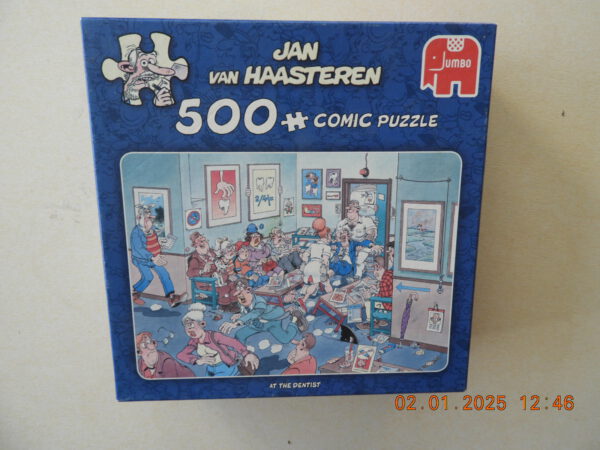 JAN
VAN HAASTEREN
JUMBO
500 COMIC PUZZLE
AT THE DENTIST
02.01.2025 12:46